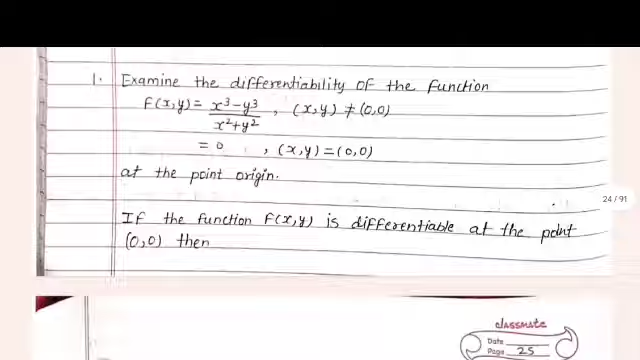 1. Examine the differentiability of the function
F(x,y) = x³-y³ / x²+y² , (x,y) ≠ (0,0)
= 0 , (x,y) = (0,0)
at the point origin.
24 / 91
If the function F(x,y) is differentiable at the point
(0,0) then
classmate
Date
Page 25